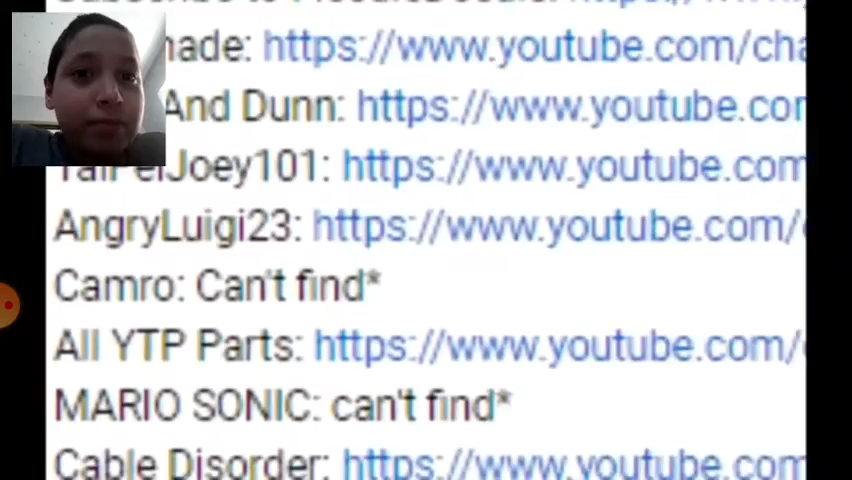 nade: https://www.youtube.com/cha
And Dunn: https://www.youtube.com
TaiPeiJoey101: https://www.youtube.com
AngryLuigi23: https://www.youtube.com/
Camro: Can't find*
All YTP Parts: https://www.youtube.com/
MARIO SONIC: can't find*
Cable Disorder: https://www.youtube.com